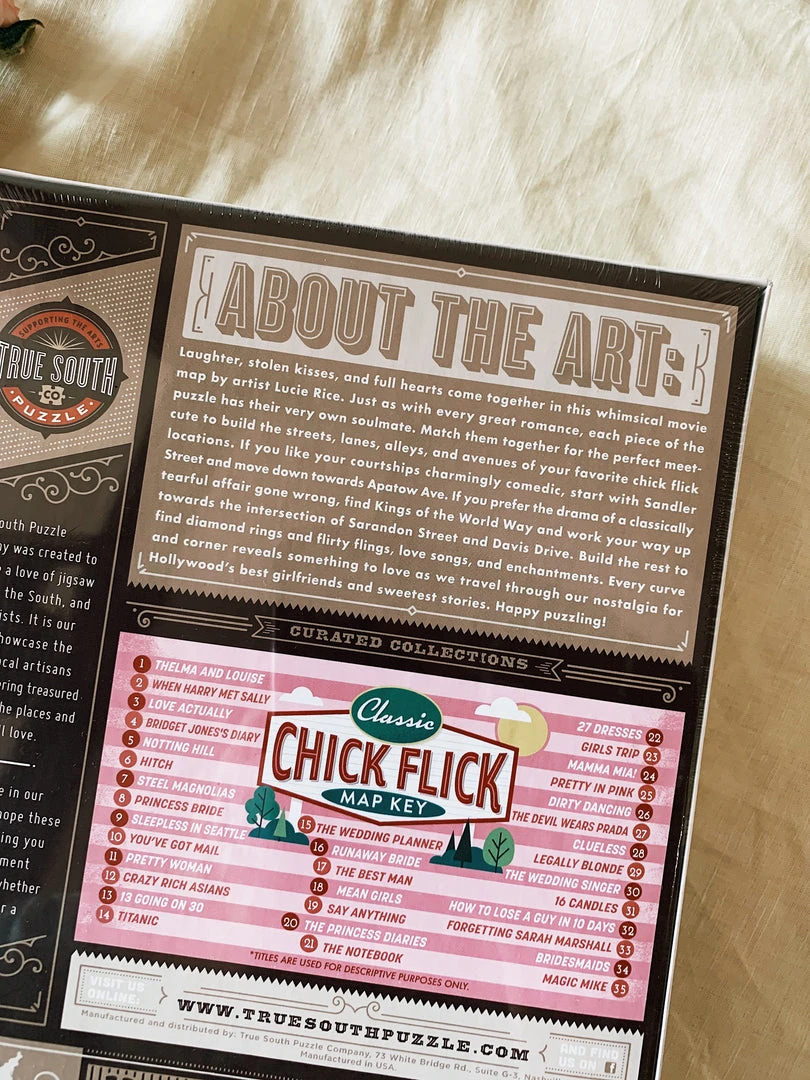 SUPPORTING THE ARTS
TRUE SOUTH
CO
PUZZLE
outh Puzzle
ay was created to
e a love of jigsaw
the South, and
ists. It is our
howcase the
cal artisans
ering treasured
he places and
ll love.
e in our
hope these
ing you
ment
whether
r a
ABOUT THE ART:
Laughter, stolen kisses, and full hearts come together in this whimsical movie
map by artist Lucie Rice. Just as with every great romance, each piece of the
puzzle has their very own soulmate. Match them together for the perfect meet-
cute to build the streets, lanes, alleys, and avenues of your favorite chick flick
locations. If you like your courtships charmingly comedic, start with Sandler
Street and move down towards Apatow Ave. If you prefer the drama of a classically
tearful affair gone wrong, find Kings of the World Way and work your way up
towards the intersection of Sarandon Street and Davis Drive. Build the rest to
find diamond rings and flirty flings, love songs, and enchantments. Every curve
and corner reveals something to love as we travel through our nostalgia for
Hollywood's best girlfriends and sweetest stories. Happy puzzling!
CURATED COLLECTIONS
Classic
CHICK FLICK
MAP KEY
1 THELMA AND LOUISE
2 WHEN HARRY MET SALLY
3 LOVE ACTUALLY
4 BRIDGET JONES'S DIARY
5 NOTTING HILL
6 HITCH
7 STEEL MAGNOLIAS
8 PRINCESS BRIDE
9 SLEEPLESS IN SEATTLE
10 YOU'VE GOT MAIL
11 PRETTY WOMAN
12 CRAZY RICH ASIANS
13 13 GOING ON 30
14 TITANIC
15 THE WEDDING PLANNER
16 RUNAWAY BRIDE
17 THE BEST MAN
18 MEAN GIRLS
19 SAY ANYTHING
20 THE PRINCESS DIARIES
21 THE NOTEBOOK
27 DRESSES 22
GIRLS TRIP 23
MAMMA MIA! 24
PRETTY IN PINK 25
DIRTY DANCING 26
THE DEVIL WEARS PRADA 27
CLUELESS 28
LEGALLY BLONDE 29
THE WEDDING SINGER 30
16 CANDLES 31
HOW TO LOSE A GUY IN 10 DAYS 32
FORGETTING SARAH MARSHALL 33
BRIDESMAIDS 34
MAGIC MIKE 35
*TITLES ARE USED FOR DESCRIPTIVE PURPOSES ONLY.
VISIT US
ONLINE:
WWW.TRUESOUTHPUZZLE.COM
AND FIND
US ON f
Manufactured and distributed by: True South Puzzle Company, 73 White Bridge Rd., Suite G-3, Nashv
Manufactured in USA.